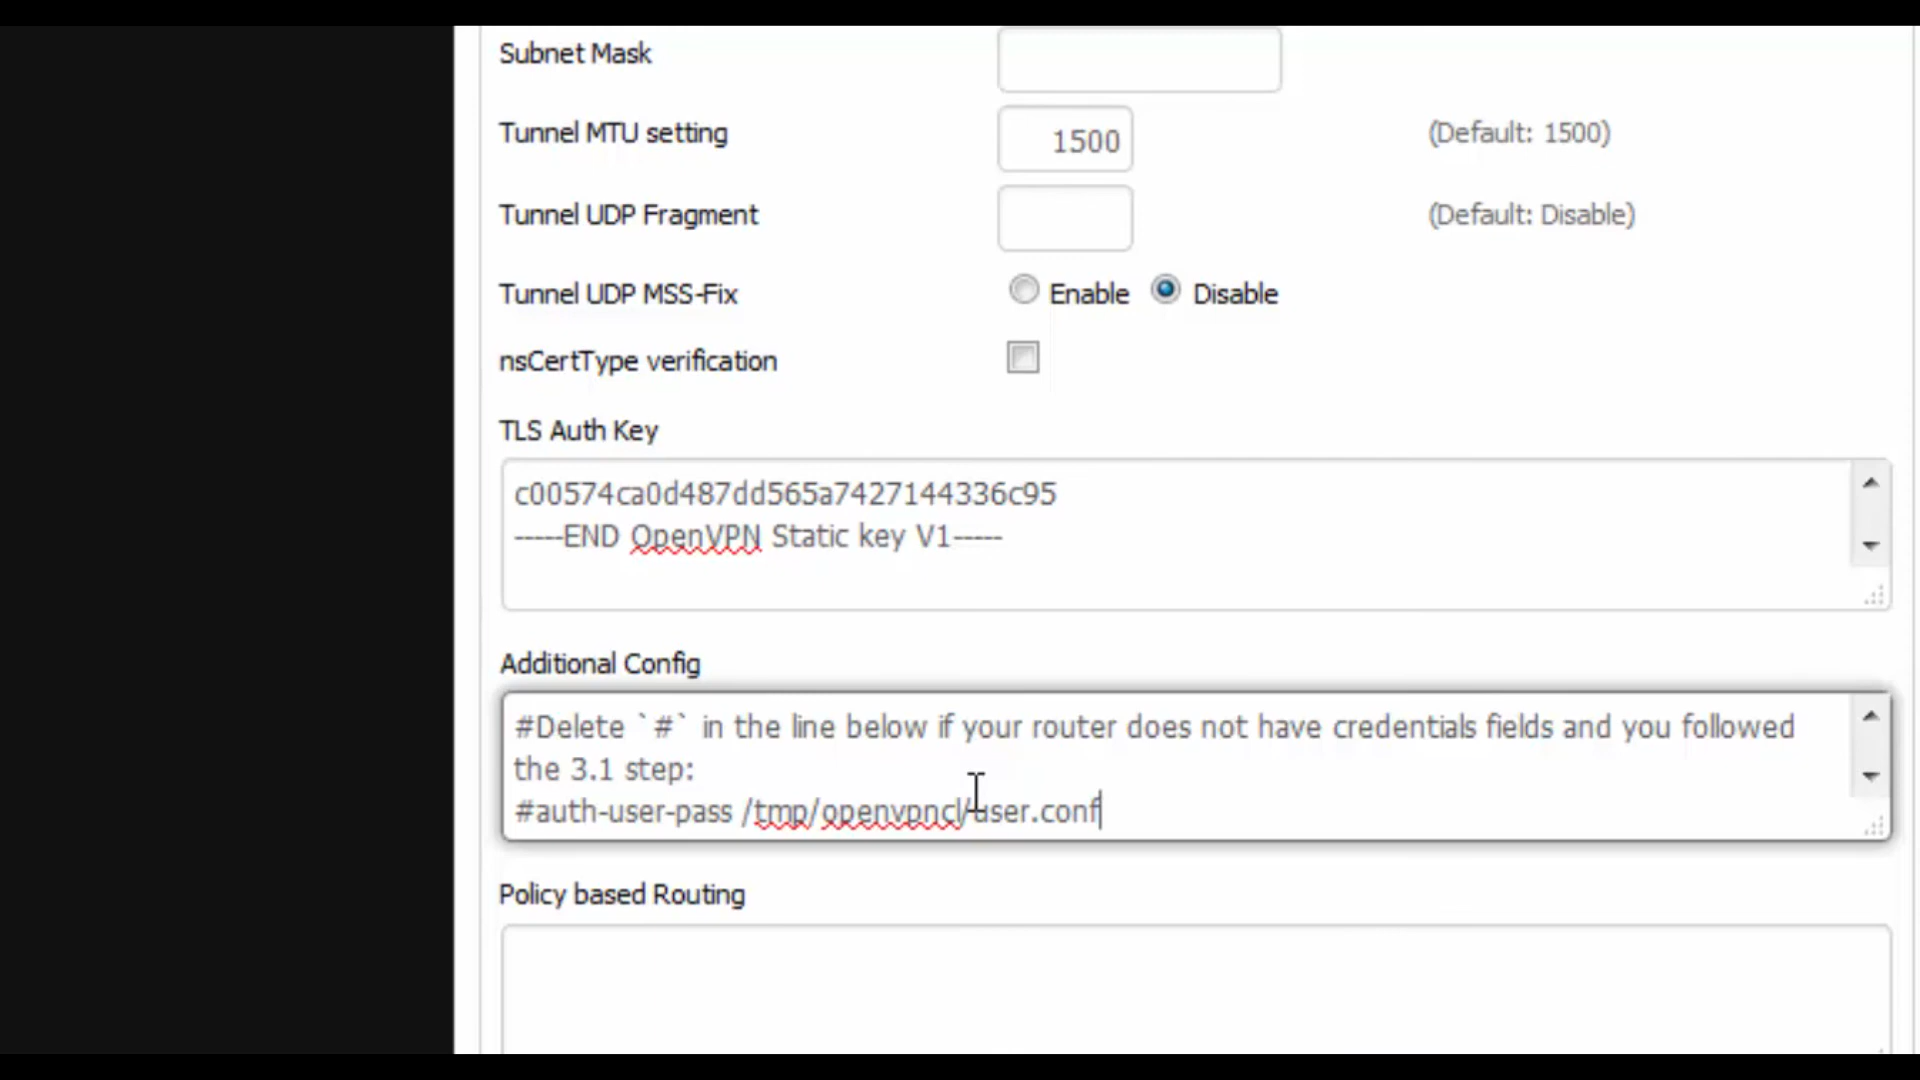 Subnet Mask
Tunnel MTU setting 1500 (Default: 1500)
Tunnel UDP Fragment (Default: Disable)
Tunnel UDP MSS-Fix Enable Disable
nsCertType verification
TLS Auth Key
c00574ca0d487dd565a7427144336c95
-----END OpenVPN Static key V1-----
Additional Config
#Delete `#` in the line below if your router does not have credentials fields and you followed
the 3.1 step:
#auth-user-pass /tmp/openvpncl/user.conf
Policy based Routing